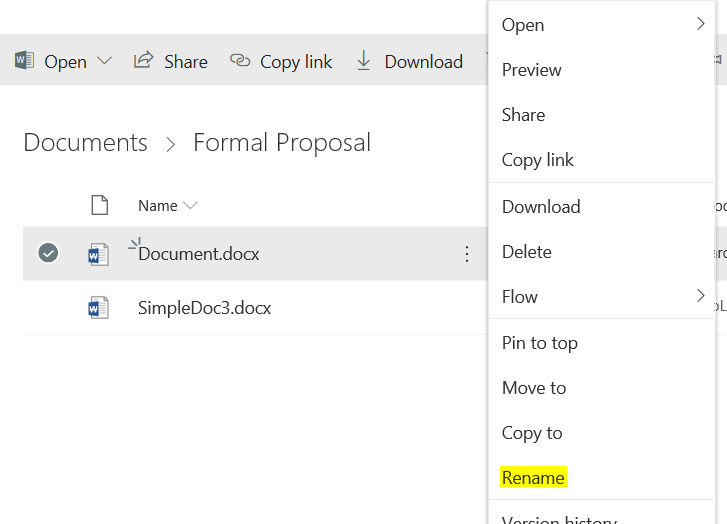 Open Share Copy link Download
Documents > Formal Proposal
Name
Document.docx
SimpleDoc3.docx
Open
Preview
Share
Copy link
Download
Delete
Flow
Pin to top
Move to
Copy to
Rename
Version history